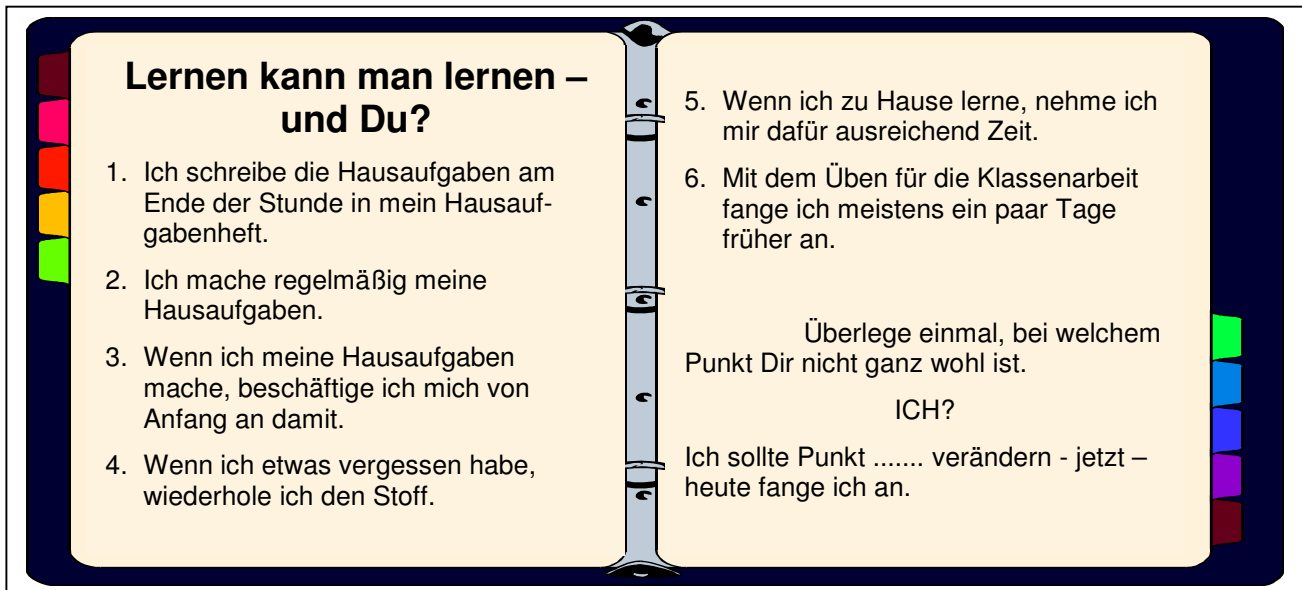 Lernen kann man lernen –
und Du?
1. Ich schreibe die Hausaufgaben am
Ende der Stunde in mein Hausauf-
gabenheft.
2. Ich mache regelmäßig meine
Hausaufgaben.
3. Wenn ich meine Hausaufgaben
mache, beschäftige ich mich von
Anfang an damit.
4. Wenn ich etwas vergessen habe,
wiederhole ich den Stoff.
5. Wenn ich zu Hause lerne, nehme ich
mir dafür ausreichend Zeit.
6. Mit dem Üben für die Klassenarbeit
fange ich meistens ein paar Tage
früher an.
Überlege einmal, bei welchem
Punkt Dir nicht ganz wohl ist.
ICH?
Ich sollte Punkt ....... verändern - jetzt –
heute fange ich an.